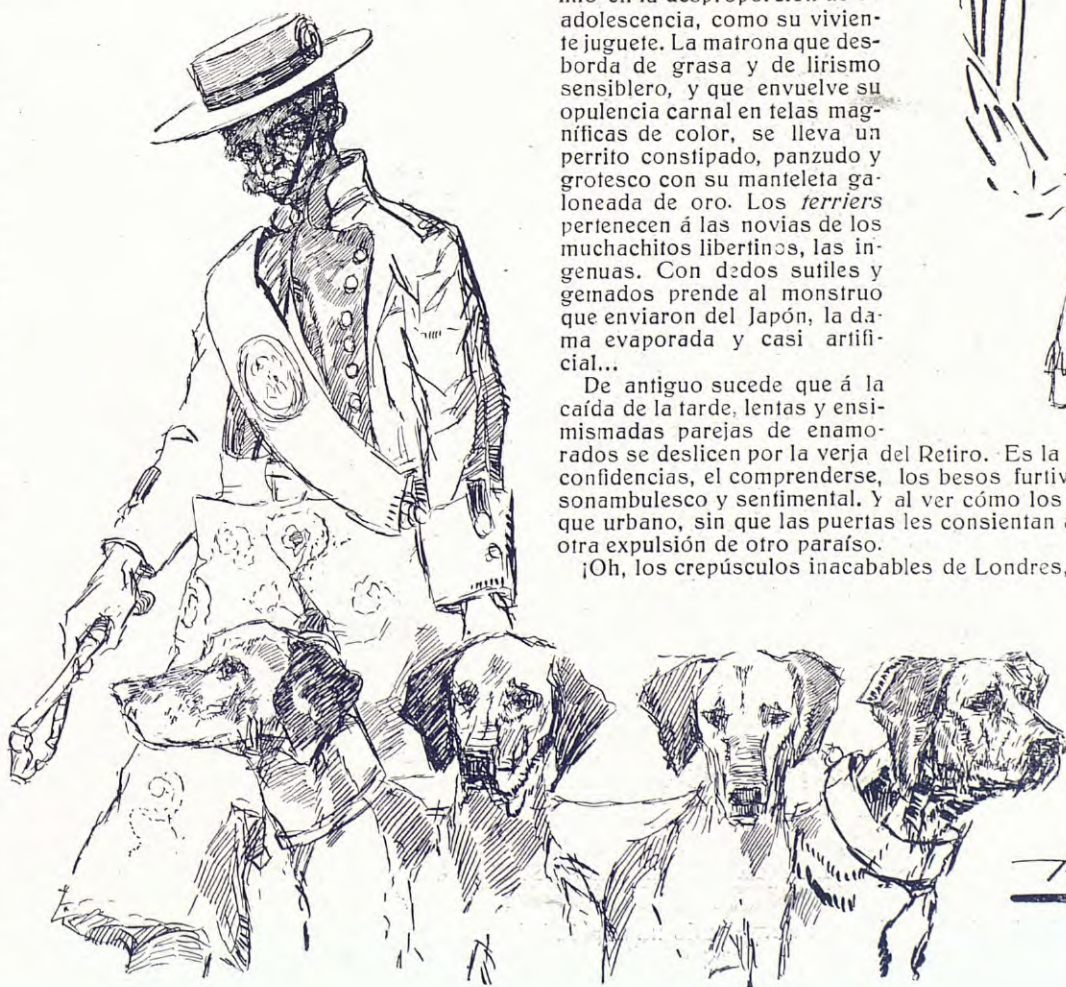 adolescencia, como su vivien-
te juguete. La matrona que des-
borda de grasa y de lirismo
sensiblero, y que envuelve su
opulencia carnal en telas mag-
níficas de color, se lleva un
perrito constipado, panzudo y
grotesco con su manteleta ga-
loneada de oro. Los terriers
pertenecen á las novias de los
muchachitos libertinos, las in-
genuas. Con dedos sutiles y
gemados prende al monstruo
que enviaron del Japón, la da-
ma evaporada y casi artifi-
cial...
De antiguo sucede que á la
caída de la tarde, lentas y ensi-
mismadas parejas de enamo-
rados se deslicen por la verja del Retiro. Es la
confidencias, el comprenderse, los besos furtiv
sonambulesco y sentimental. Y al ver cómo los
que urbano, sin que las puertas les consientan
otra expulsión de otro paraíso.
¡Oh, los crepúsculos inacabables de Londres,